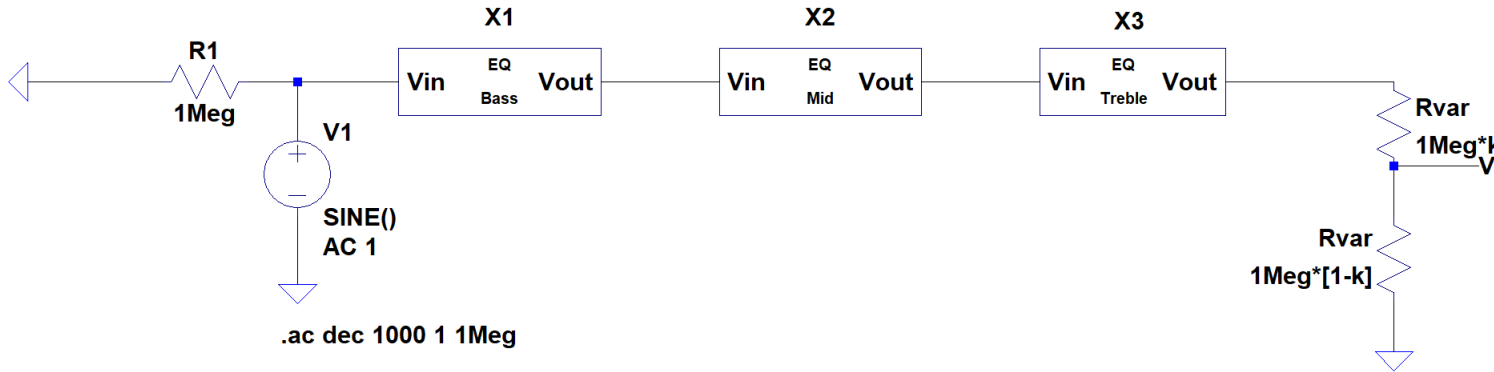 X1
X2
X3
R1
1Meg
Vin
EQ
Bass
Vout
Vin
EQ
Mid
Vout
Vin
EQ
Treble
Vout
V1
SINE()
AC 1
Rvar
1Meg*k
V
Rvar
1Meg*[1-k]
.ac dec 1000 1 1Meg